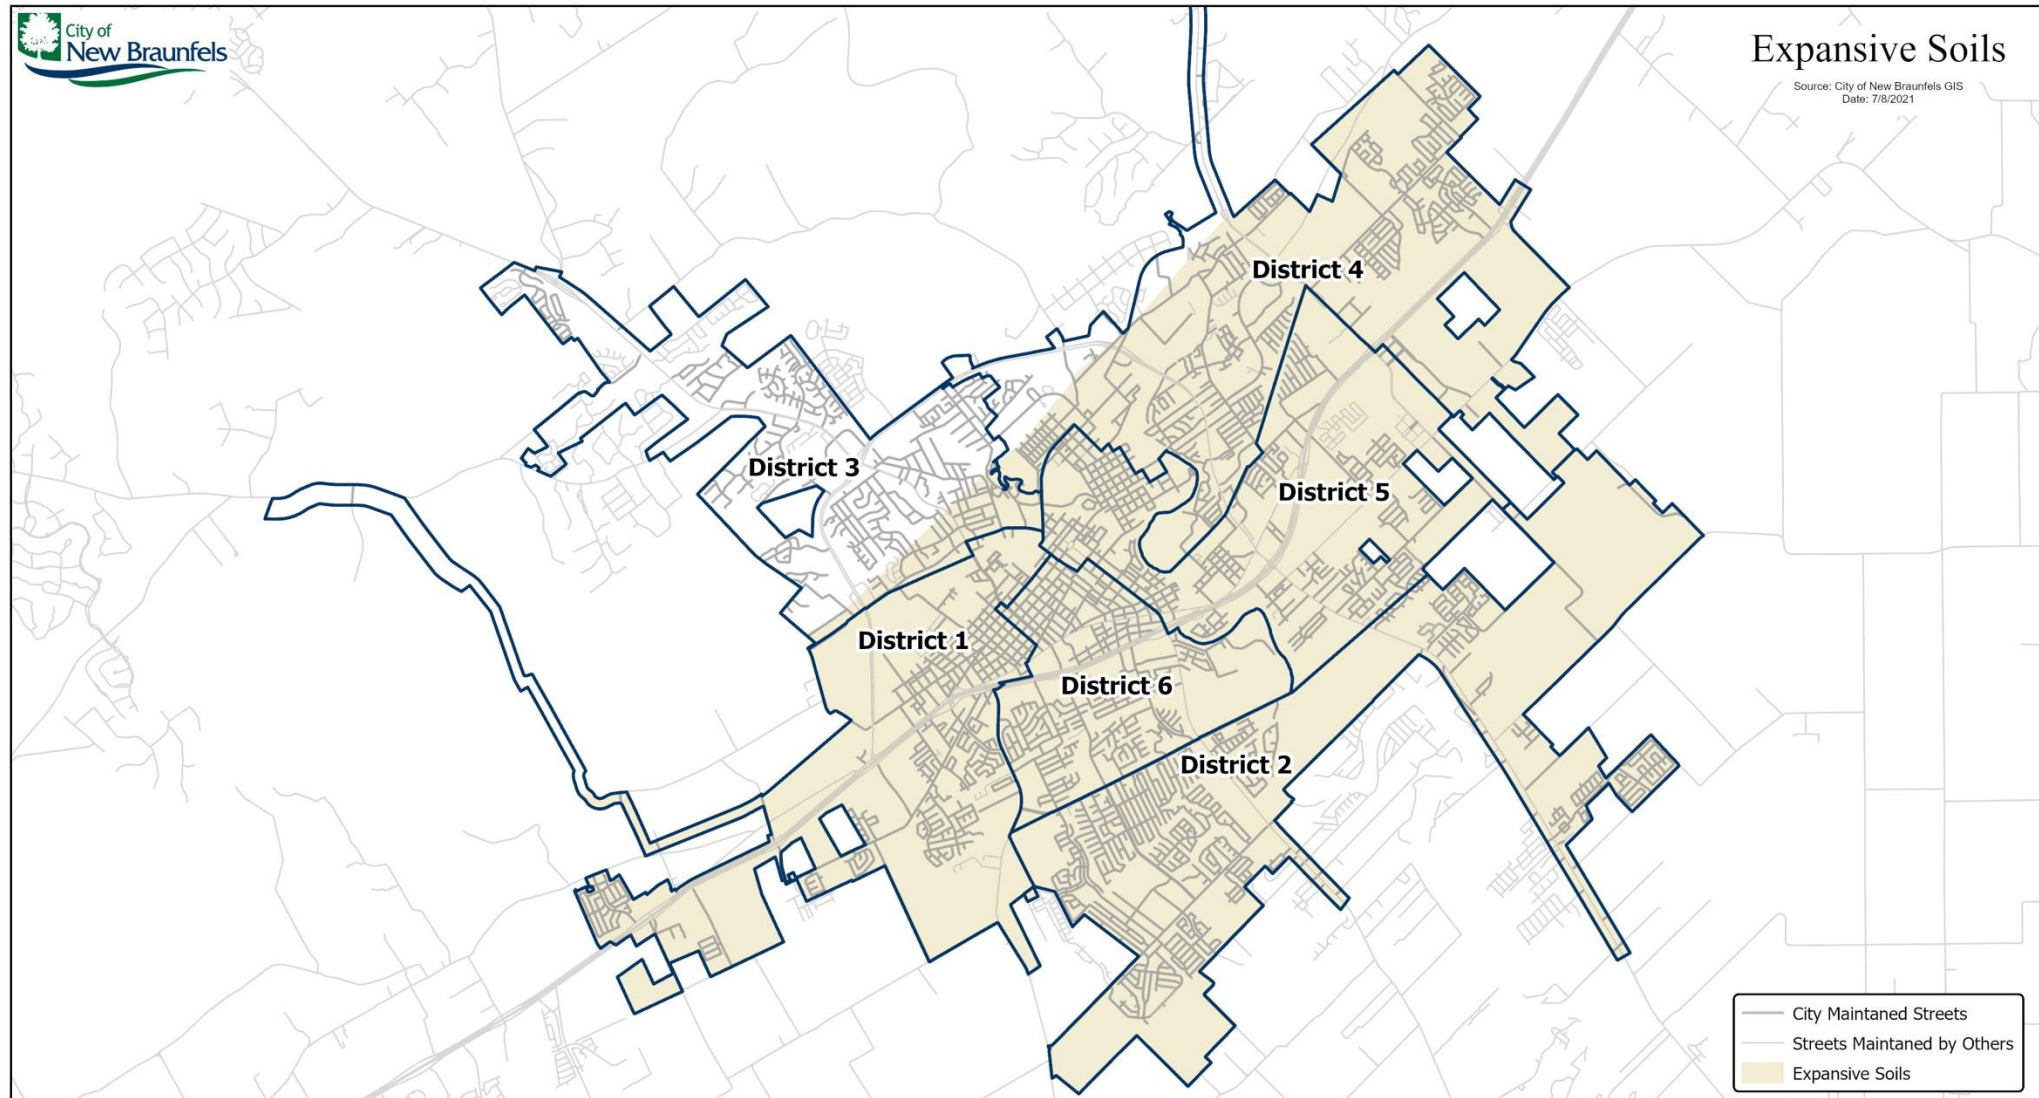 City of
New Braunfels
Expansive Soils
Source: City of New Braunfels GIS
Date: 7/8/2021
District 4
District 3
District 5
District 1
District 6
District 2
City Maintaned Streets
Streets Maintaned by Others
Expansive Soils